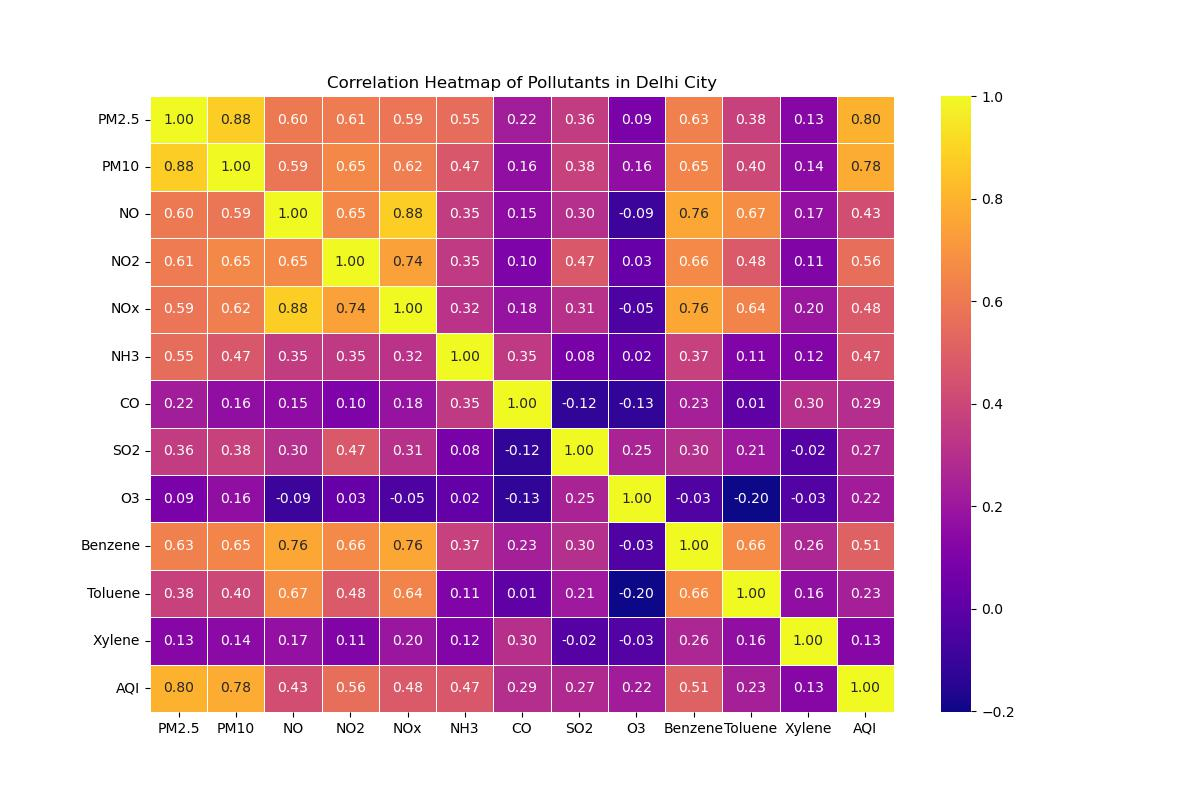 Correlation Heatmap of Pollutants in Delhi City
PM2.5 1.00 0.88 0.60 0.61 0.59 0.55 0.22 0.36 0.09 0.63 0.38 0.13 0.80
PM10 0.88 1.00 0.59 0.65 0.62 0.47 0.16 0.38 0.16 0.65 0.40 0.14 0.78
NO 0.60 0.59 1.00 0.65 0.88 0.35 0.15 0.30 -0.09 0.76 0.67 0.17 0.43
NO2 0.61 0.65 0.65 1.00 0.74 0.35 0.10 0.47 0.03 0.66 0.48 0.11 0.56
NOx 0.59 0.62 0.88 0.74 1.00 0.32 0.18 0.31 -0.05 0.76 0.64 0.20 0.48
NH3 0.55 0.47 0.35 0.35 0.32 1.00 0.35 0.08 0.02 0.37 0.11 0.12 0.47
CO 0.22 0.16 0.15 0.10 0.18 0.35 1.00 -0.12 -0.13 0.23 0.01 0.30 0.29
SO2 0.36 0.38 0.30 0.47 0.31 0.08 -0.12 1.00 0.25 0.30 0.21 -0.02 0.27
O3 0.09 0.16 -0.09 0.03 -0.05 0.02 -0.13 0.25 1.00 -0.03 -0.20 -0.03 0.22
Benzene 0.63 0.65 0.76 0.66 0.76 0.37 0.23 0.30 -0.03 1.00 0.66 0.26 0.51
Toluene 0.38 0.40 0.67 0.48 0.64 0.11 0.01 0.21 -0.20 0.66 1.00 0.16 0.23
Xylene 0.13 0.14 0.17 0.11 0.20 0.12 0.30 -0.02 -0.03 0.26 0.16 1.00 0.13
AQI 0.80 0.78 0.43 0.56 0.48 0.47 0.29 0.27 0.22 0.51 0.23 0.13 1.00
PM2.5 PM10 NO NO2 NOx NH3 CO SO2 O3 Benzene Toluene Xylene AQI
1.0
0.8
0.6
0.4
0.2
0.0
−0.2